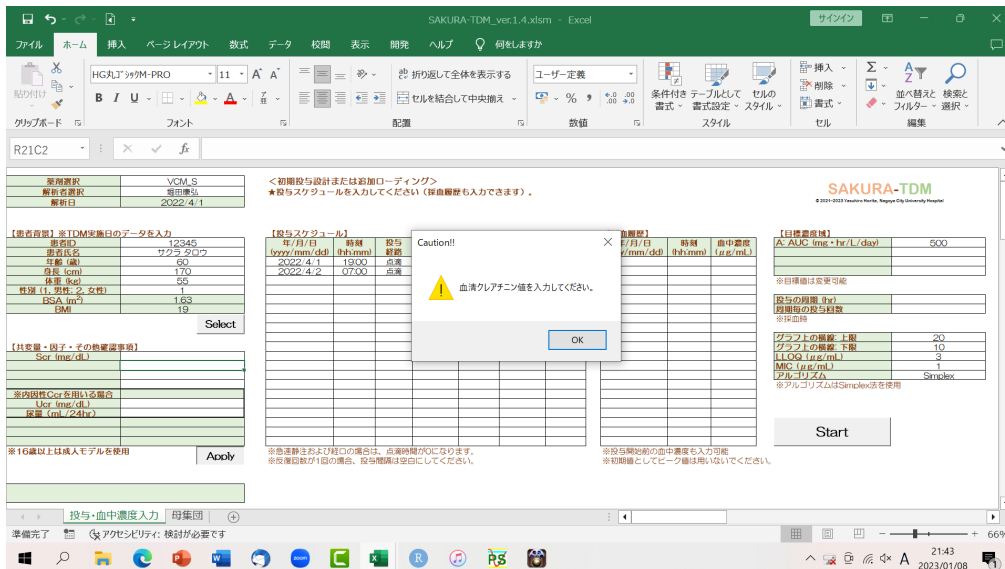 SAKURA-TDM_ver.1.4.xlsm - Excel
サインイン
ファイル ホーム 挿入 ページ レイアウト 数式 データ 校閲 表示 開発 ヘルプ 何をしますか
HG丸ｺﾞｼｯｸM-PRO 11
折り返して全体を表示する
ユーザー定義
挿入
貼り付け
B I U
セルを結合して中央揃え
条件付き書式
テーブルとして書式設定
セルのスタイル
削除
書式
並べ替えと フィルター
検索と 選択
クリップボード フォント 配置 数値 スタイル セル 編集
R21C2
薬剤選択 VCM_S
解析者選択 堀田康弘
解析日 2022/4/1
＜初期投与設計または追加ローディング＞
★投与スケジュールを入力してください（採血履歴も入力できます）.
SAKURA-TDM
© 2021-2023 Yasuhiro Horita, Nagoya City University Hospital
【患者背景】※TDM実施日のデータを入力
患者ID 12345
患者氏名 サクラ タロウ
年齢 (歳) 60
身長 (cm) 170
体重 (kg) 55
性別 (1, 男性; 2, 女性) 1
BSA (m2) 1.63
BMI 19
Select
【投与スケジュール】
年/月/日 時刻 投与
(yyyy/mm/dd) (hh:mm) 経路
2022/4/1 19:00 点滴
2022/4/2 07:00 点滴
Caution!!
血清クレアチニン値を入力してください。
OK
血履歴】
/月/日 時刻 血中濃度
/mm/dd) (hh:mm) (μg/mL)
【目標濃度域】
A: AUC (mg・hr/L/day) 500
※目標値は変更可能
投与の周期 (hr)
周期毎の投与回数
※採血時
グラフ上の横線: 上限 20
グラフ上の横線: 下限 10
LLOQ (μg/mL) 3
MIC (μg/mL) 1
アルゴリズム Simplex
※アルゴリズムはSimplex法を使用
【共変量・因子・その他確認事項】
Scr (mg/dL)
※内因性Ccrを用いる場合
Ucr (mg/dL)
尿量 (mL/24hr)
※16歳以上は成人モデルを使用
Apply
※急速静注および経口の場合は、点滴時間が0になります。
※反復回数が1回の場合、投与間隔は空白にしてください。
※投与開始前の血中濃度も入力可能
※初期値としてピーク値は用いないでください。
Start
投与・血中濃度入力 母集団
準備完了 アクセシビリティ: 検討が必要です
66%
A
21:43
2023/01/08